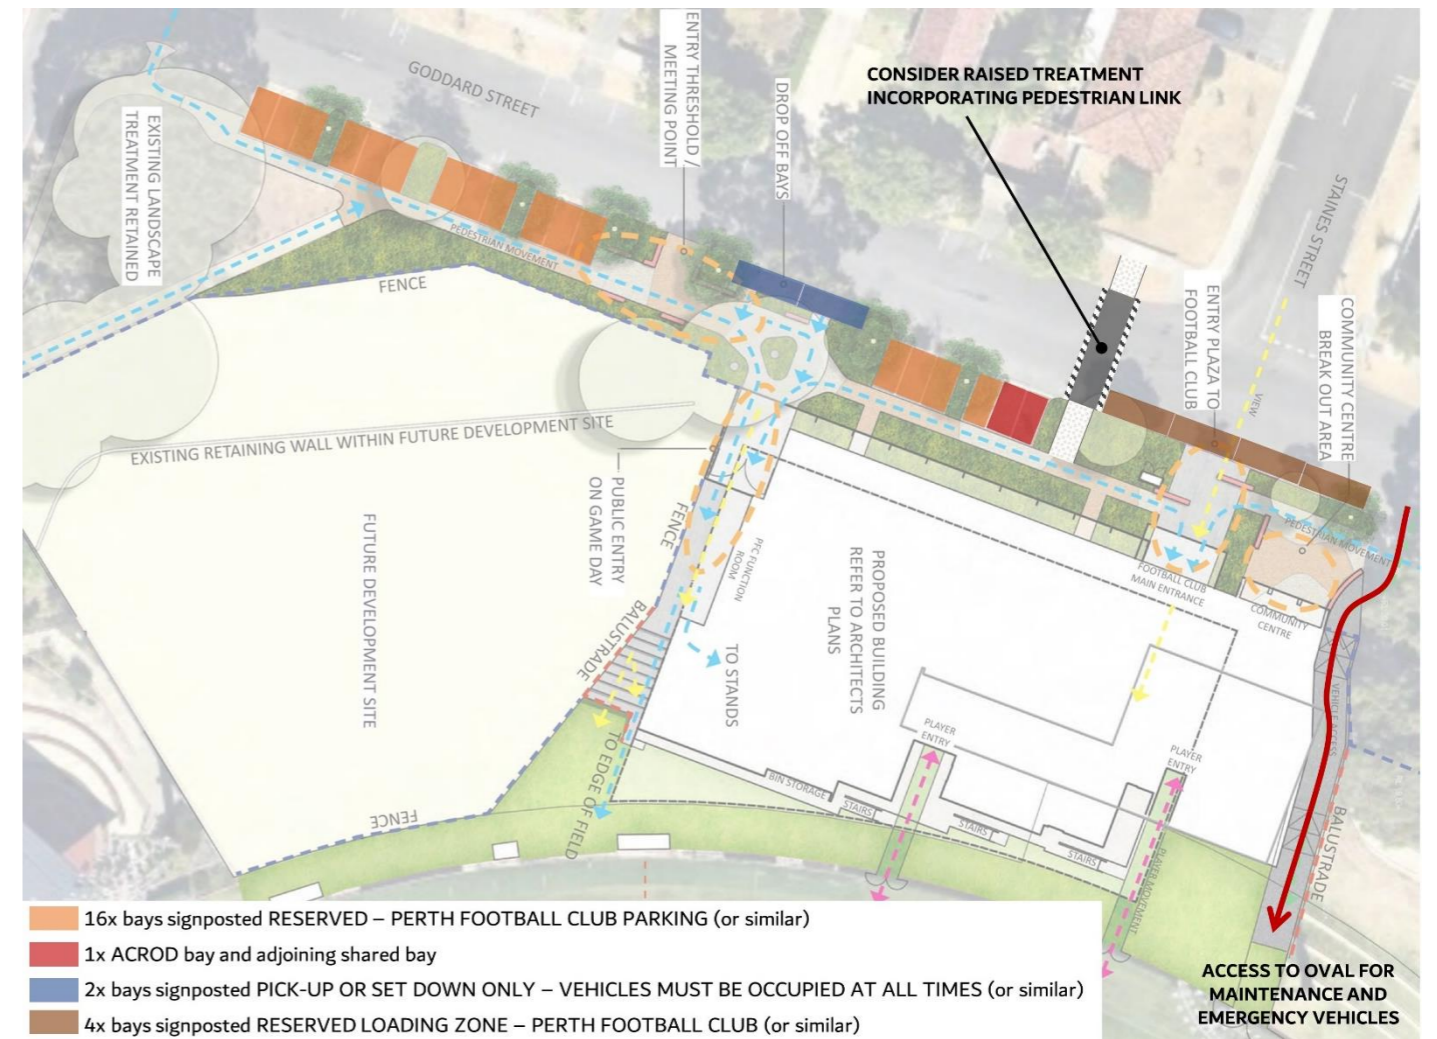 GODDARD STREET
ENTRY THRESHOLD /
MEETING POINT
DROP OFF BAYS
CONSIDER RAISED TREATMENT
INCORPORATING PEDESTRIAN LINK
STAINES STREET
EXISTING LANDSCAPE
TREATMENT RETAINED
PEDESTRIAN MOVEMENT
FENCE
ENTRY PLAZA TO
FOOTBALL CLUB
VIEW
COMMUNITY CENTRE
BREAK OUT AREA
EXISTING RETAINING WALL WITHIN FUTURE DEVELOPMENT SITE
PUBLIC ENTRY
ON GAME DAY
FENCE
PFC FUNCTION
ROOM
PROPOSED BUILDING
REFER TO ARCHITECTS
PLANS
PEDESTRIAN MOVEMENT
FOOTBALL CLUB
MAIN ENTRANCE
COMMUNITY
CENTRE
FUTURE DEVELOPMENT SITE
BALUSTRADE
TO STANDS
VEHICLE ACCESS
PLAYER
ENTRY
PLAYER
ENTRY
TO EDGE OF FIELD
BIN STORAGE
STAIRS
STAIRS
STAIRS
FENCE
PLAYER MOVEMENT
BALUSTRADE
16x bays signposted RESERVED – PERTH FOOTBALL CLUB PARKING (or similar)
1x ACROD bay and adjoining shared bay
2x bays signposted PICK-UP OR SET DOWN ONLY – VEHICLES MUST BE OCCUPIED AT ALL TIMES (or similar)
4x bays signposted RESERVED LOADING ZONE – PERTH FOOTBALL CLUB (or similar)
ACCESS TO OVAL FOR
MAINTENANCE AND
EMERGENCY VEHICLES